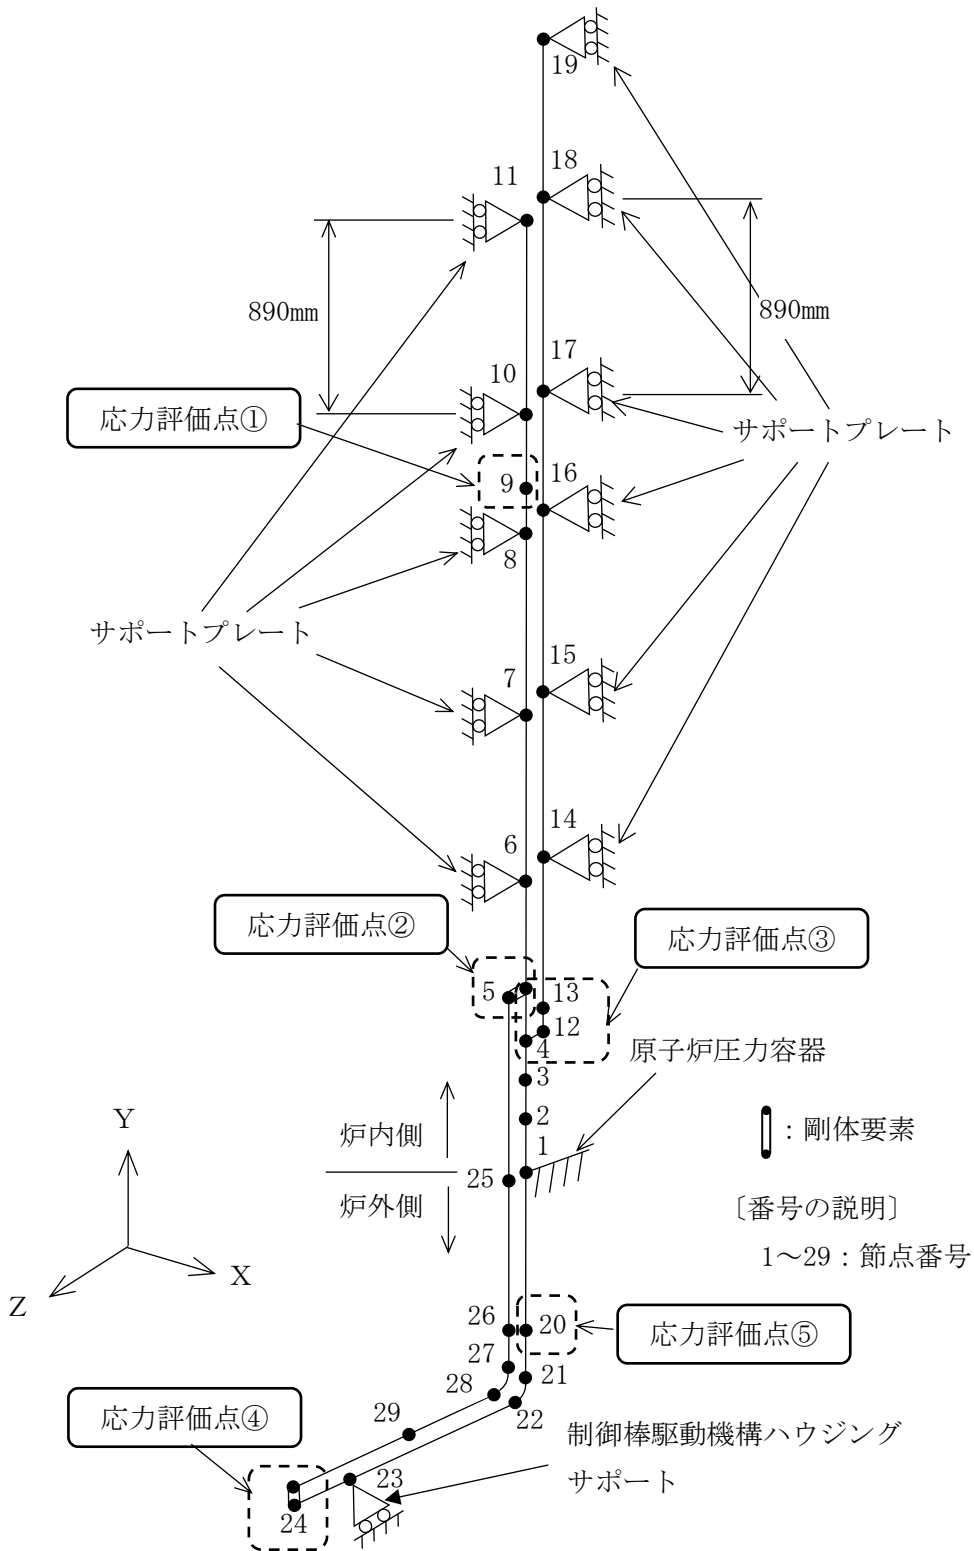 19
18
11
890mm
890mm
17
10
応力評価点①
サポートプレート
16
9
8
サポートプレート
15
7
14
6
応力評価点②
応力評価点③
5
13
12
4
原子炉圧力容器
3
2
Y
：剛体要素
炉内側
1
25
炉外側
〔番号の説明〕
1～29：節点番号
X
Z
26
20
応力評価点⑤
27
21
28
29
22
応力評価点④
制御棒駆動機構ハウジング
サポート
23
24